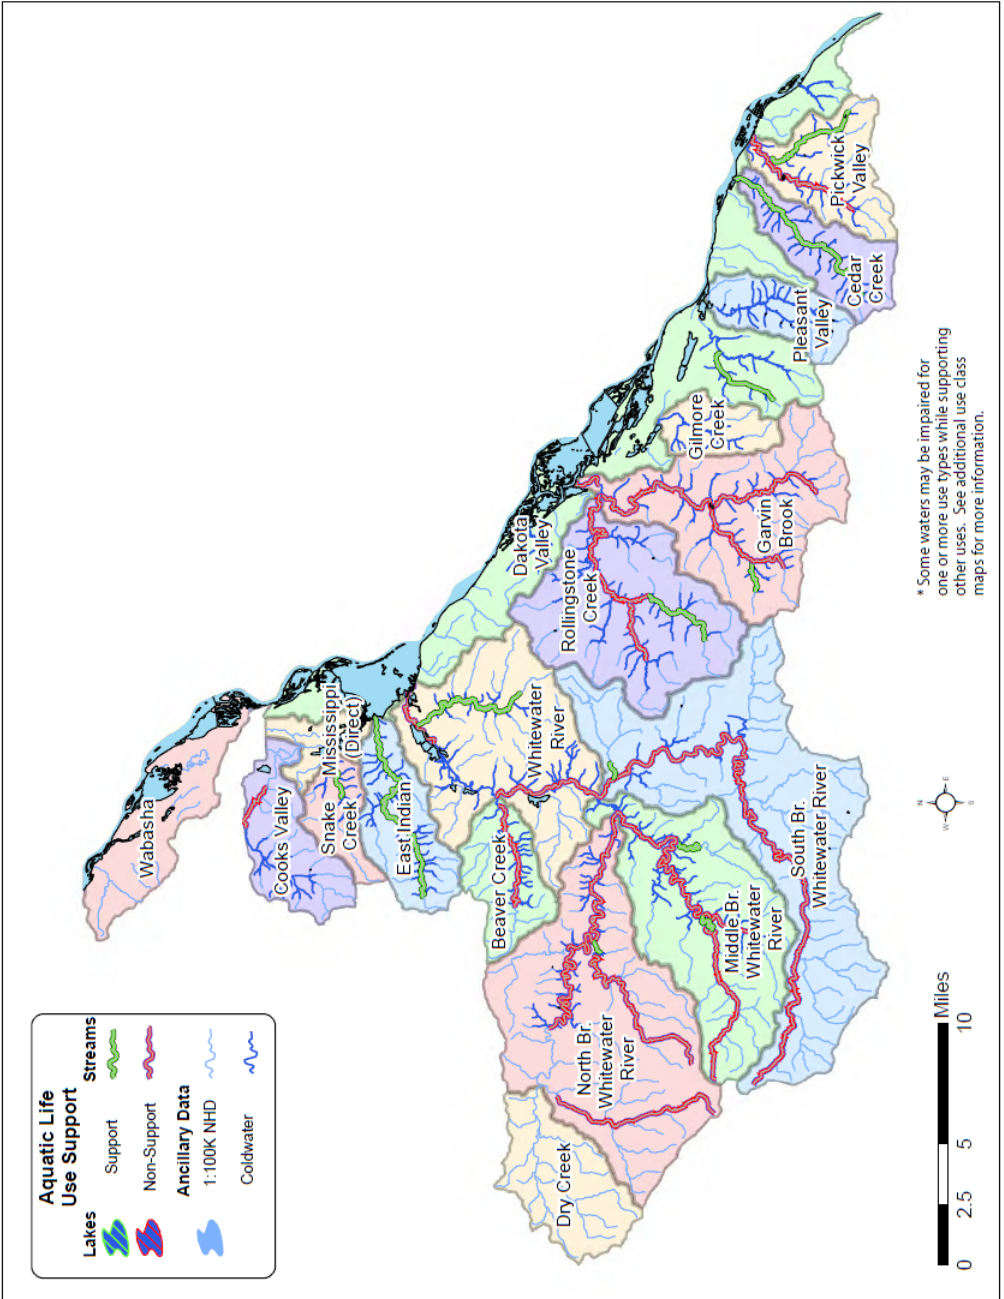 Aquatic Life
Use Support
Lakes
Streams
Support
Non-Support
Ancillary Data
1:100K NHD
Coldwater
Wabasha
Cooks Valley
Snake
Creek
Mississippi
(Direct)
East Indian
Beaver Creek
Whitewater
River
Dakota
Valley
Rollingstone
Creek
Gilmore
Creek
Garvin
Brook
Pleasant
Valley
Cedar
Creek
Pickwick
Valley
Dry Creek
North Br.
Whitewater
River
Middle Br.
Whitewater
River
South Br.
Whitewater River
N
W
E
S
0
2.5
5
10
Miles
* Some waters may be impaired for
one or more use types while supporting
other uses. See additional use class
maps for more information.